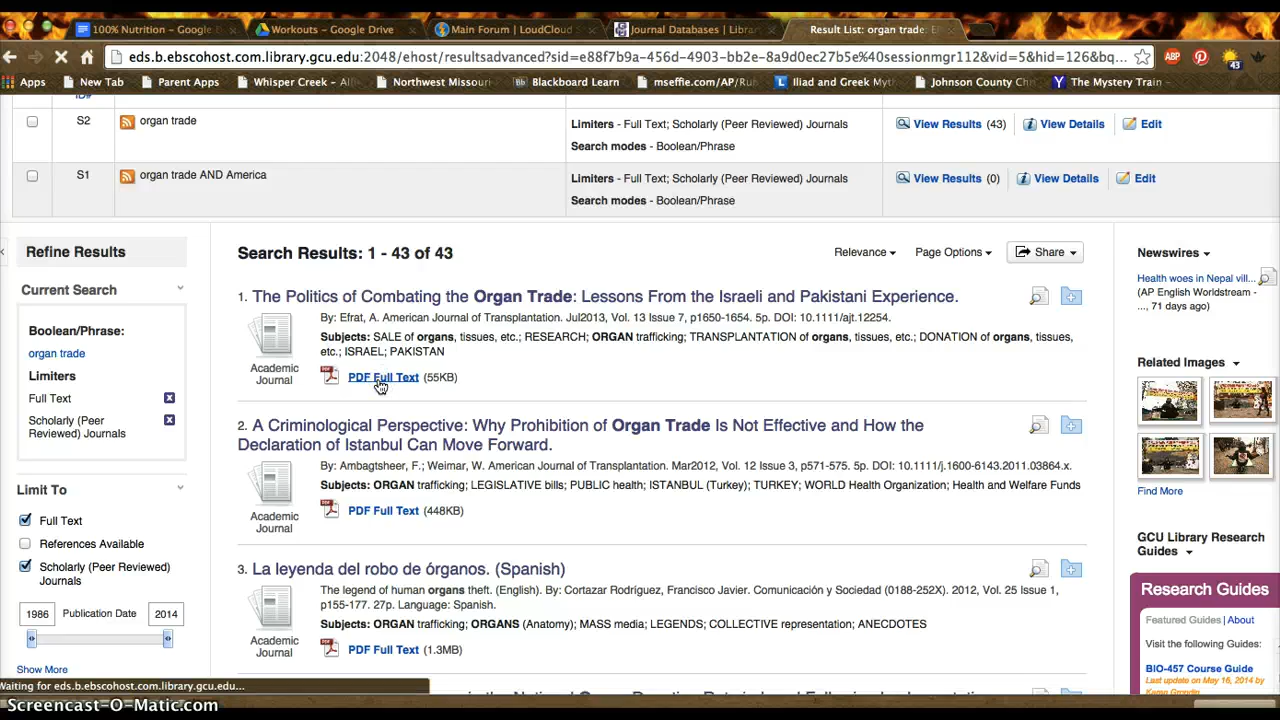 100% Nutrition - Google D
Workouts - Google Drive
Main Form | LoudCloud S
Journal Databases | Libra
Result List: organ trade: E
eds.b.ebscohost.com.library.gcu.edu:2048/ehost/resultsadvanced?sid=e88f7b9a-456d-4903-bb2e-8a9d0ec27b5e%40sessionmgr112&vid=5&hid=126&bq...
ABP
43
Apps
New Tab
Parent Apps
Whisper Creek - Al
Northwest Missour
Blackboard Learn
mseffie.com/AP/Ru
Iliad and Greek Myth
Johnson County Ch
The Mystery Train -
ID#
S2
organ trade
Limiters - Full Text; Scholarly (Peer Reviewed) Journals
Search modes - Boolean/Phrase
View Results (43)
View Details
Edit
S1
organ trade AND America
Limiters - Full Text; Scholarly (Peer Reviewed) Journals
Search modes - Boolean/Phrase
View Results (0)
View Details
Edit
Refine Results
Current Search
Boolean/Phrase:
organ trade
Limiters
Full Text
Scholarly (Peer
Reviewed) Journals
Limit To
Full Text
References Available
Scholarly (Peer Reviewed)
Journals
1986 Publication Date 2014
Show More
Search Results: 1 - 43 of 43
Relevance
Page Options
Share
1. The Politics of Combating the Organ Trade: Lessons From the Israeli and Pakistani Experience.
By: Efrat, A. American Journal of Transplantation. Jul2013, Vol. 13 Issue 7, p1650-1654. 5p. DOI: 10.1111/ajt.12254.
Subjects: SALE of organs, tissues, etc.; RESEARCH; ORGAN trafficking; TRANSPLANTATION of organs, tissues, etc.; DONATION of organs, tissues,
etc.; ISRAEL; PAKISTAN
Academic
Journal
PDF Full Text (55KB)
2. A Criminological Perspective: Why Prohibition of Organ Trade Is Not Effective and How the
Declaration of Istanbul Can Move Forward.
By: Ambagtsheer, F.; Weimar, W. American Journal of Transplantation. Mar2012, Vol. 12 Issue 3, p571-575. 5p. DOI: 10.1111/j.1600-6143.2011.03864.x.
Subjects: ORGAN trafficking; LEGISLATIVE bills; PUBLIC health; ISTANBUL (Turkey); TURKEY; WORLD Health Organization; Health and Welfare Funds
Academic
Journal
PDF Full Text (448KB)
3. La leyenda del robo de órganos. (Spanish)
The legend of human organs theft. (English). By: Cortazar Rodríguez, Francisco Javier. Comunicación y Sociedad (0188-252X). 2012, Vol. 25 Issue 1,
p155-177. 27p. Language: Spanish.
Subjects: ORGAN trafficking; ORGANS (Anatomy); MASS media; LEGENDS; COLLECTIVE representation; ANECDOTES
Academic
Journal
PDF Full Text (1.3MB)
Newswires
Health woes in Nepal vill...
(AP English Worldstream -
..., 71 days ago)
Related Images
Find More
GCU Library Research
Guides
Research Guides
Featured Guides | About
Visit the following Guides:
BIO-457 Course Guide
Last update on May 16, 2014 by
Waiting for eds.b.ebscohost.com.library.gcu.edu...
Screencast-O-Matic.com